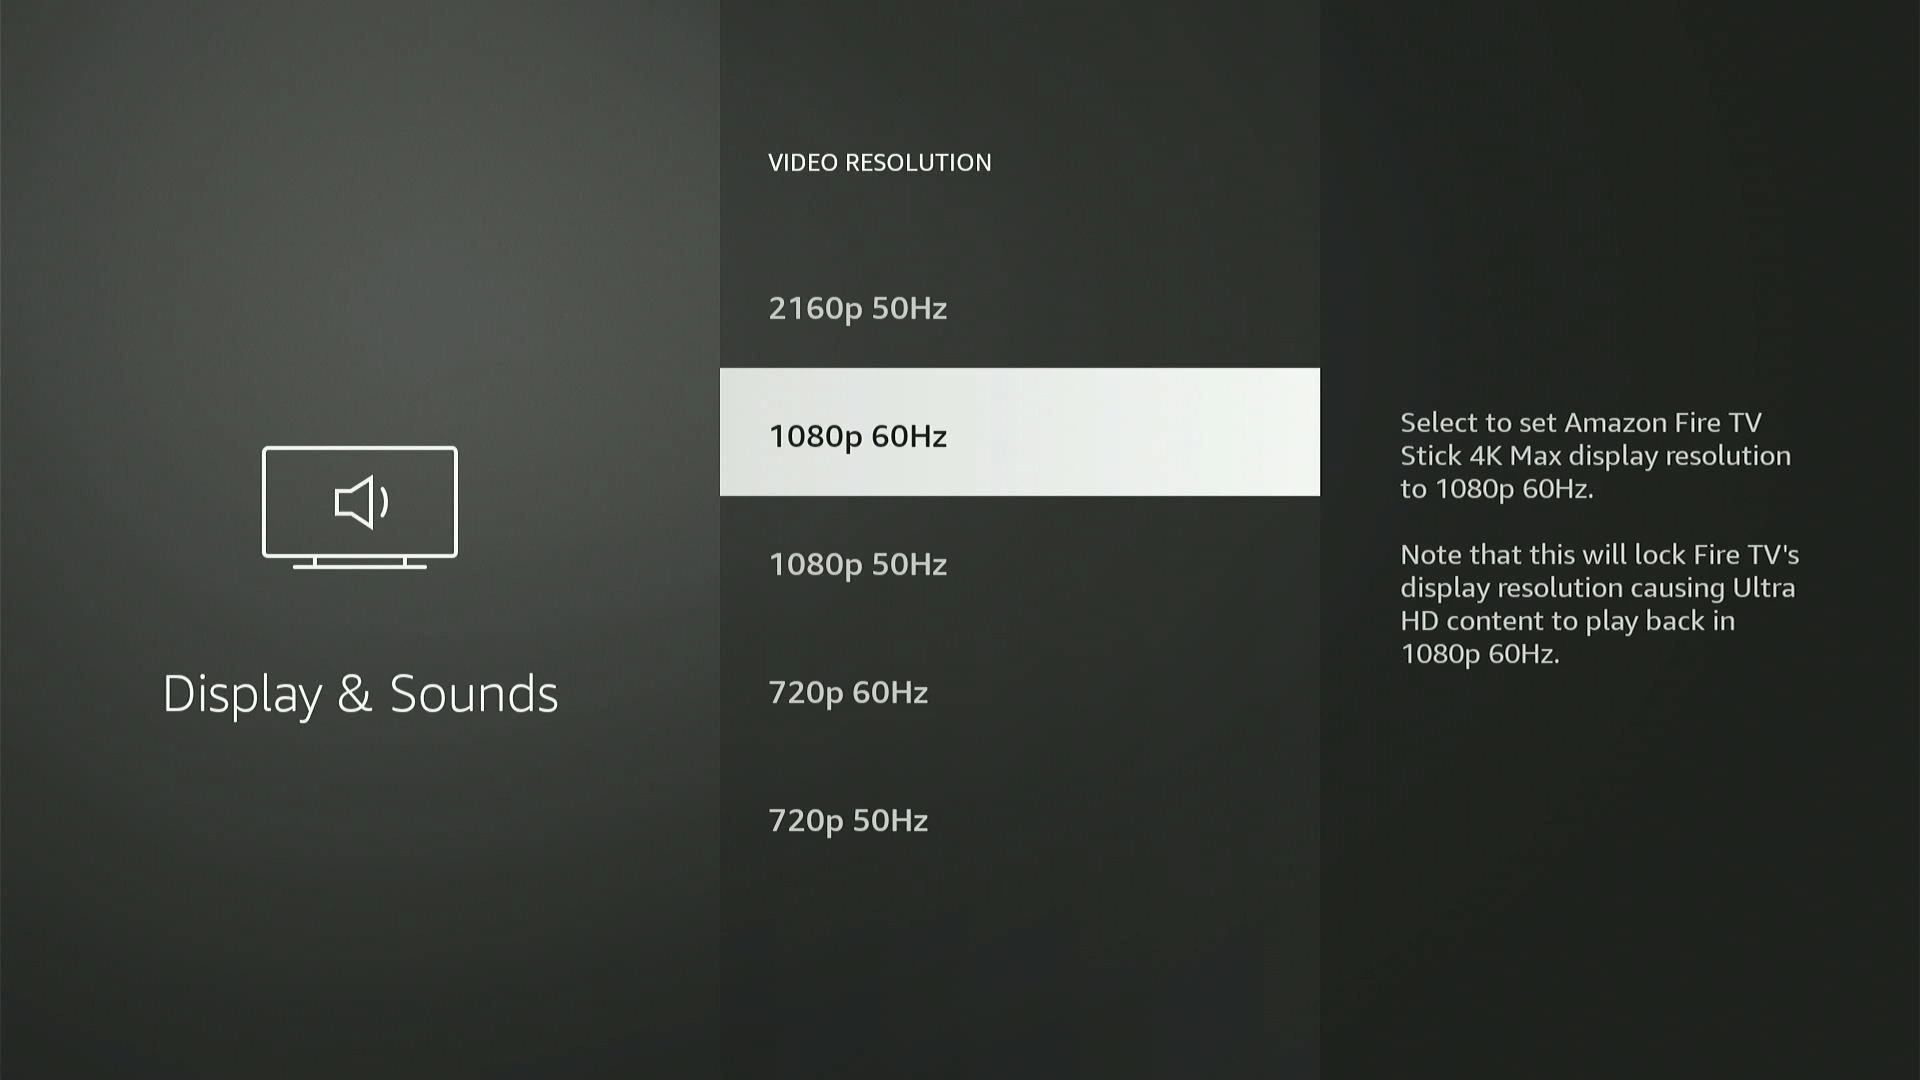 Display & Sounds
VIDEO RESOLUTION
2160p 50Hz
1080p 60Hz
1080p 50Hz
720p 60Hz
720p 50Hz
Select to set Amazon Fire TV
Stick 4K Max display resolution
to 1080p 60Hz.
Note that this will lock Fire TV's
display resolution causing Ultra
HD content to play back in
1080p 60Hz.